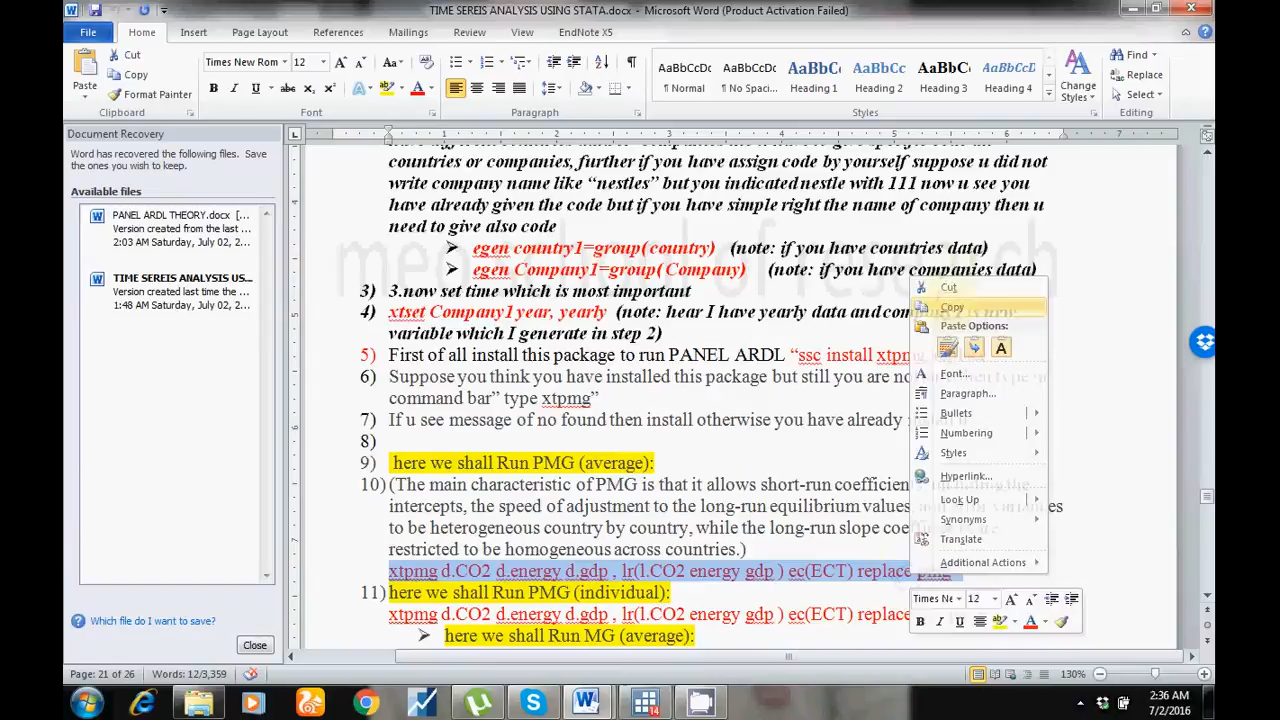 TIME SEREIS ANALYSIS USING STATA.docx - Microsoft Word (Product Activation Failed)
File Home Insert Page Layout References Mailings Review View EndNote X5
Paste
Cut
Copy
Format Painter
Clipboard
Times New Rom 12
Font
Paragraph
AaBbCcDc AaBbCcDc AaBbC AaBbCc AaBbC AaBbCcD
¶ Normal ¶ No Spaci... Heading 1 Heading 2 Heading 3 Heading 4
Styles
Change Styles
Find
Replace
Select
Editing
Document Recovery
Word has recovered the following files. Save
the ones you wish to keep.
Available files
PANEL ARDL THEORY.docx [...
Version created from the last ...
2:03 AM Saturday, July 02, 2...
TIME SEREIS ANALYSIS US...
Version created last time the ...
1:48 AM Saturday, July 02, 2...
Which file do I want to save?
Close
countries or companies, further if you have assign code by yourself suppose u did not
write company name like “nestles” but you indicated nestle with 111 now u see you
have already given the code but if you have simple right the name of company then u
need to give also code
egen country1=group(country) (note: if you have countries data)
egen Company1=group(Company) (note: if you have companies data)
3) 3.now set time which is most important
4) xtset Company1 year, yearly (note: hear I have yearly data and
variable which I generate in step 2)
5) First of all install this package to run PANEL ARDL “ssc install xtpmg
6) Suppose you think you have installed this package but still you are
command bar” type xtpmg”
7) If u see message of no found then install otherwise you have already
8)
9) here we shall Run PMG (average):
10) (The main characteristic of PMG is that it allows short-run coefficients, including the
intercepts, the speed of adjustment to the long-run equilibrium values,
to be heterogeneous country by country, while the long-run slope
restricted to be homogeneous across countries.)
xtpmg d.CO2 d.energy d.gdp , lr(l.CO2 energy gdp ) ec(ECT) replace pmg
11) here we shall Run PMG (individual):
xtpmg d.CO2 d.energy d.gdp , lr(l.CO2 energy gdp ) ec(ECT) replace
here we shall Run MG (average):
Cut
Copy
Paste Options:
Font...
Paragraph...
Bullets
Numbering
Styles
Hyperlink...
Look Up
Synonyms
Translate
Additional Actions
Times Ne 12
Page: 21 of 26 Words: 12/3,359 130%
14
2:36 AM
7/2/2016